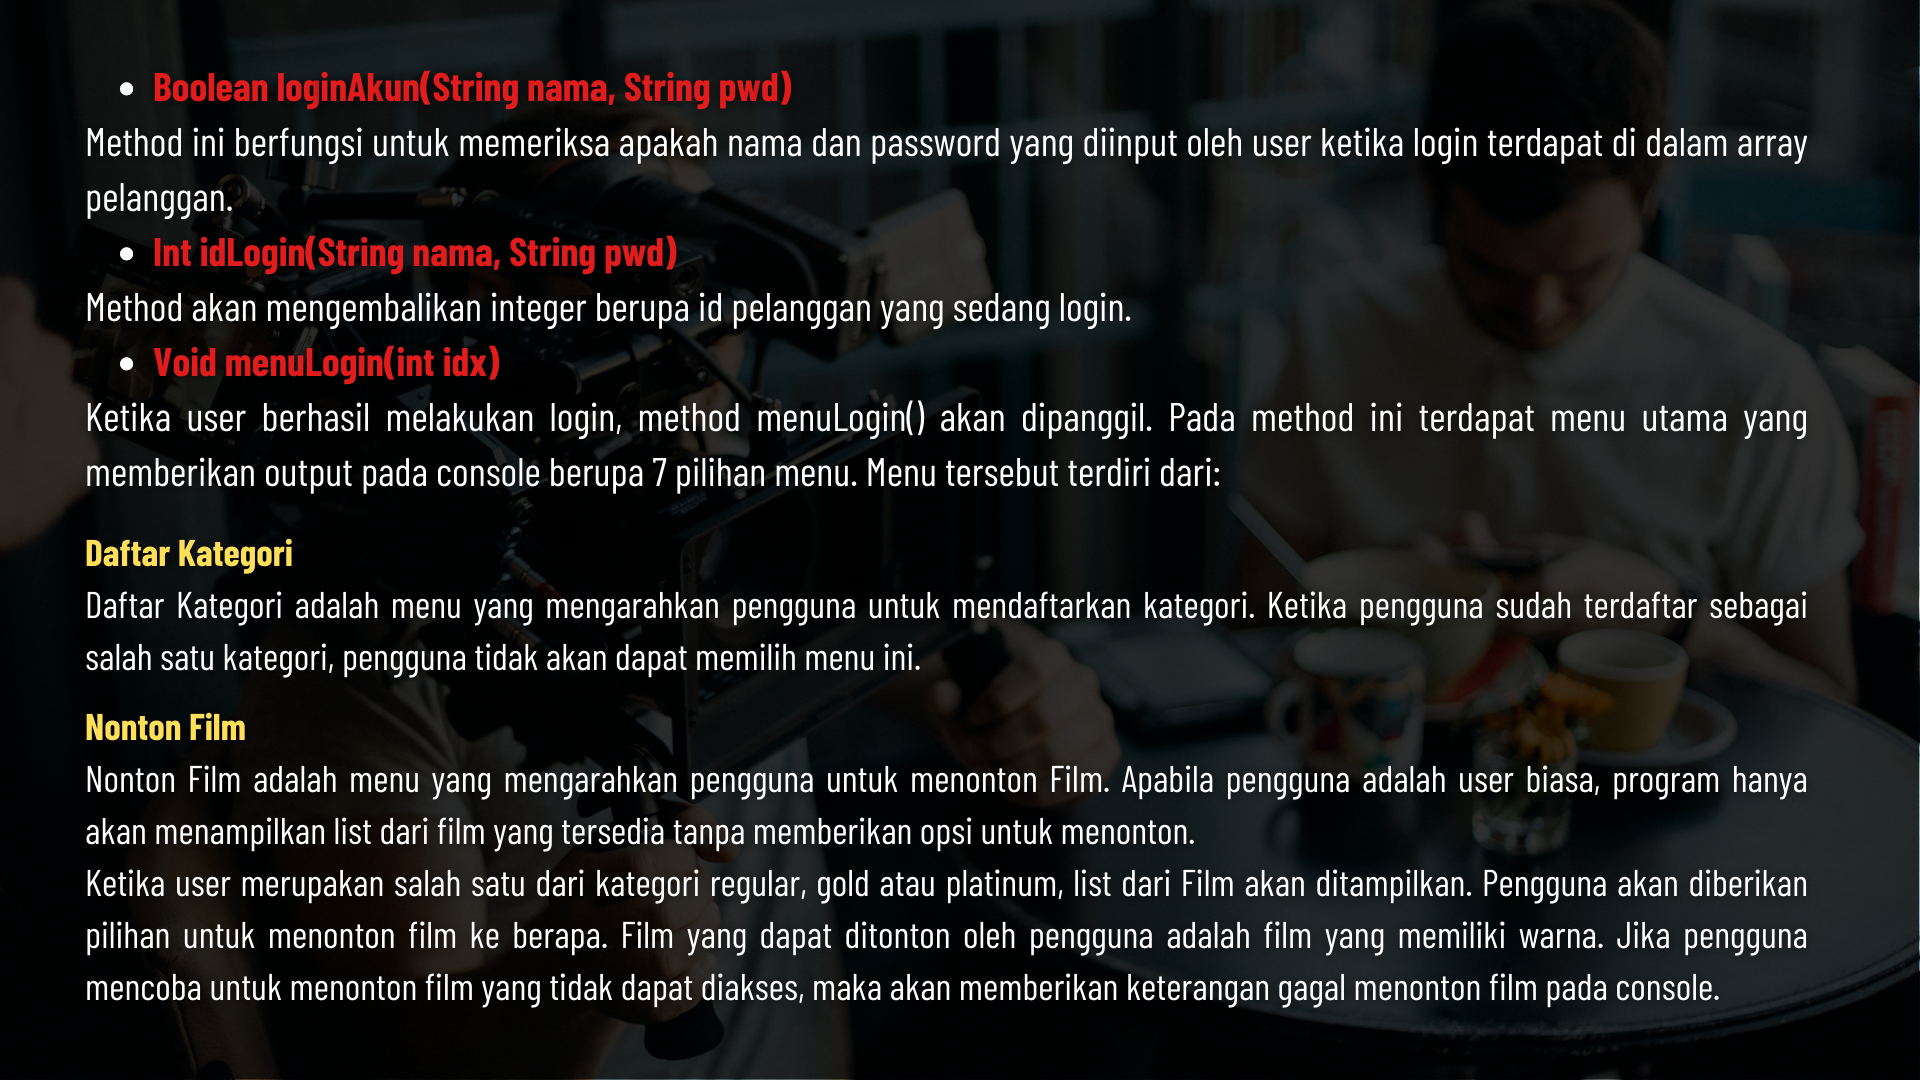 • Boolean loginAkun(String nama, String pwd)
Method ini berfungsi untuk memeriksa apakah nama dan password yang diinput oleh user ketika login terdapat di dalam array
pelanggan.
• Int idLogin(String nama, String pwd)
Method akan mengembalikan integer berupa id pelanggan yang sedang login.
• Void menuLogin(int idx)
Ketika user berhasil melakukan login, method menuLogin() akan dipanggil. Pada method ini terdapat menu utama yang
memberikan output pada console berupa 7 pilihan menu. Menu tersebut terdiri dari:
Daftar Kategori
Daftar Kategori adalah menu yang mengarahkan pengguna untuk mendaftarkan kategori. Ketika pengguna sudah terdaftar sebagai
salah satu kategori, pengguna tidak akan dapat memilih menu ini.
Nonton Film
Nonton Film adalah menu yang mengarahkan pengguna untuk menonton Film. Apabila pengguna adalah user biasa, program hanya
akan menampilkan list dari film yang tersedia tanpa memberikan opsi untuk menonton.
Ketika user merupakan salah satu dari kategori regular, gold atau platinum, list dari Film akan ditampilkan. Pengguna akan diberikan
pilihan untuk menonton film ke berapa. Film yang dapat ditonton oleh pengguna adalah film yang memiliki warna. Jika pengguna
mencoba untuk menonton film yang tidak dapat diakses, maka akan memberikan keterangan gagal menonton film pada console.